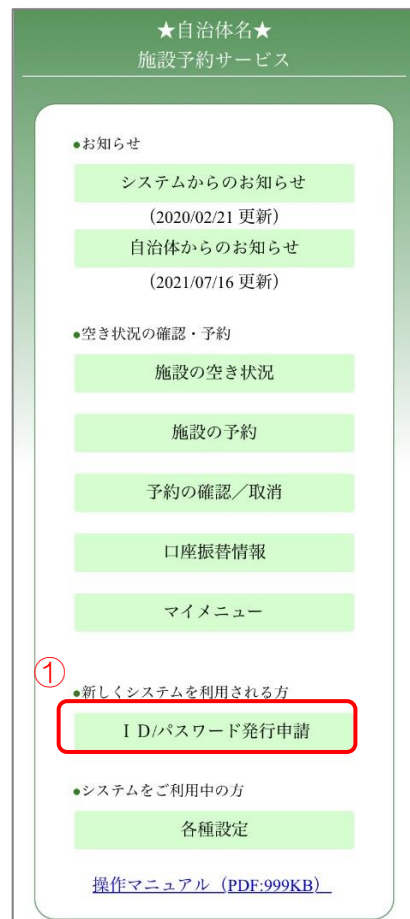 ★自治体名★
施設予約サービス
●お知らせ
システムからのお知らせ
（2020/02/21 更新）
自治体からのお知らせ
（2021/07/16 更新）
●空き状況の確認・予約
施設の空き状況
施設の予約
予約の確認／取消
口座振替情報
マイメニュー
①
●新しくシステムを利用される方
ＩＤ/パスワード発行申請
●システムをご利用中の方
各種設定
操作マニュアル（PDF:999KB）